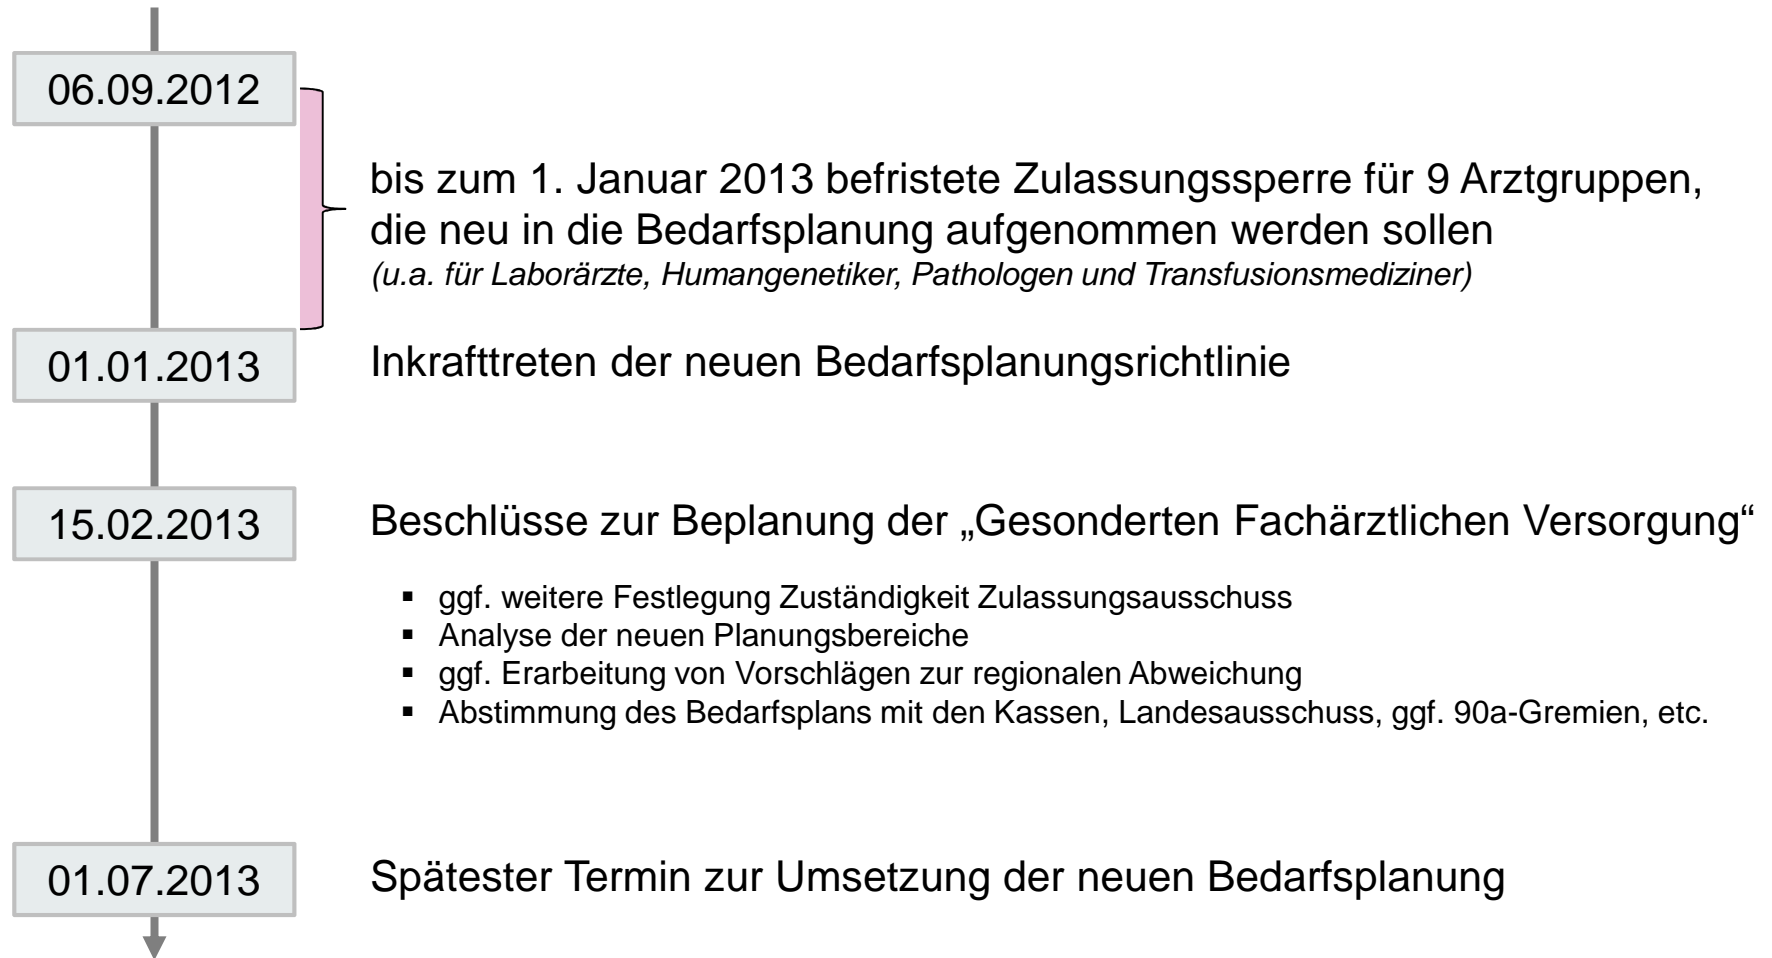 06.09.2012
bis zum 1. Januar 2013 befristete Zulassungssperre für 9 Arztgruppen,
die neu in die Bedarfsplanung aufgenommen werden sollen
(u.a. für Laborärzte, Humangenetiker, Pathologen und Transfusionsmediziner)
01.01.2013
Inkrafttreten der neuen Bedarfsplanungsrichtlinie
15.02.2013
Beschlüsse zur Beplanung der „Gesonderten Fachärztlichen Versorgung“
▪ ggf. weitere Festlegung Zuständigkeit Zulassungsausschuss
▪ Analyse der neuen Planungsbereiche
▪ ggf. Erarbeitung von Vorschlägen zur regionalen Abweichung
▪ Abstimmung des Bedarfsplans mit den Kassen, Landesausschuss, ggf. 90a-Gremien, etc.
01.07.2013
Spätester Termin zur Umsetzung der neuen Bedarfsplanung